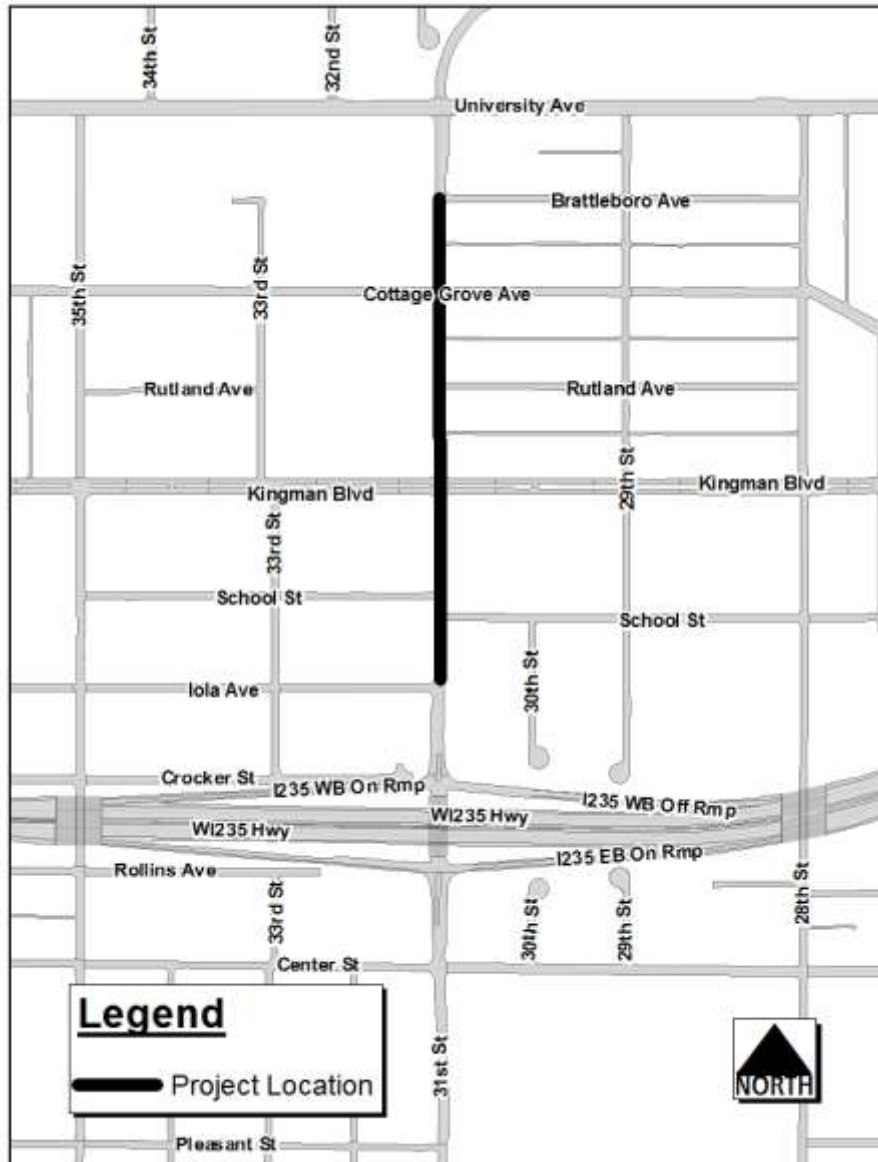 34th St
32nd St
University Ave
Brattleboro Ave
35th St
33rd St
Cottage Grove Ave
Rutland Ave
Rutland Ave
29th St
Kingman Blvd
Kingman Blvd
33rd St
School St
School St
30th St
Iola Ave
Crocker St
I235 WB On Rmp
I235 WB Off Rmp
WI235 Hwy
WI235 Hwy
I235 EB On Rmp
Rollins Ave
33rd St
30th St
29th St
28th St
Center St
Legend
Project Location
31st St
NORTH
Pleasant St